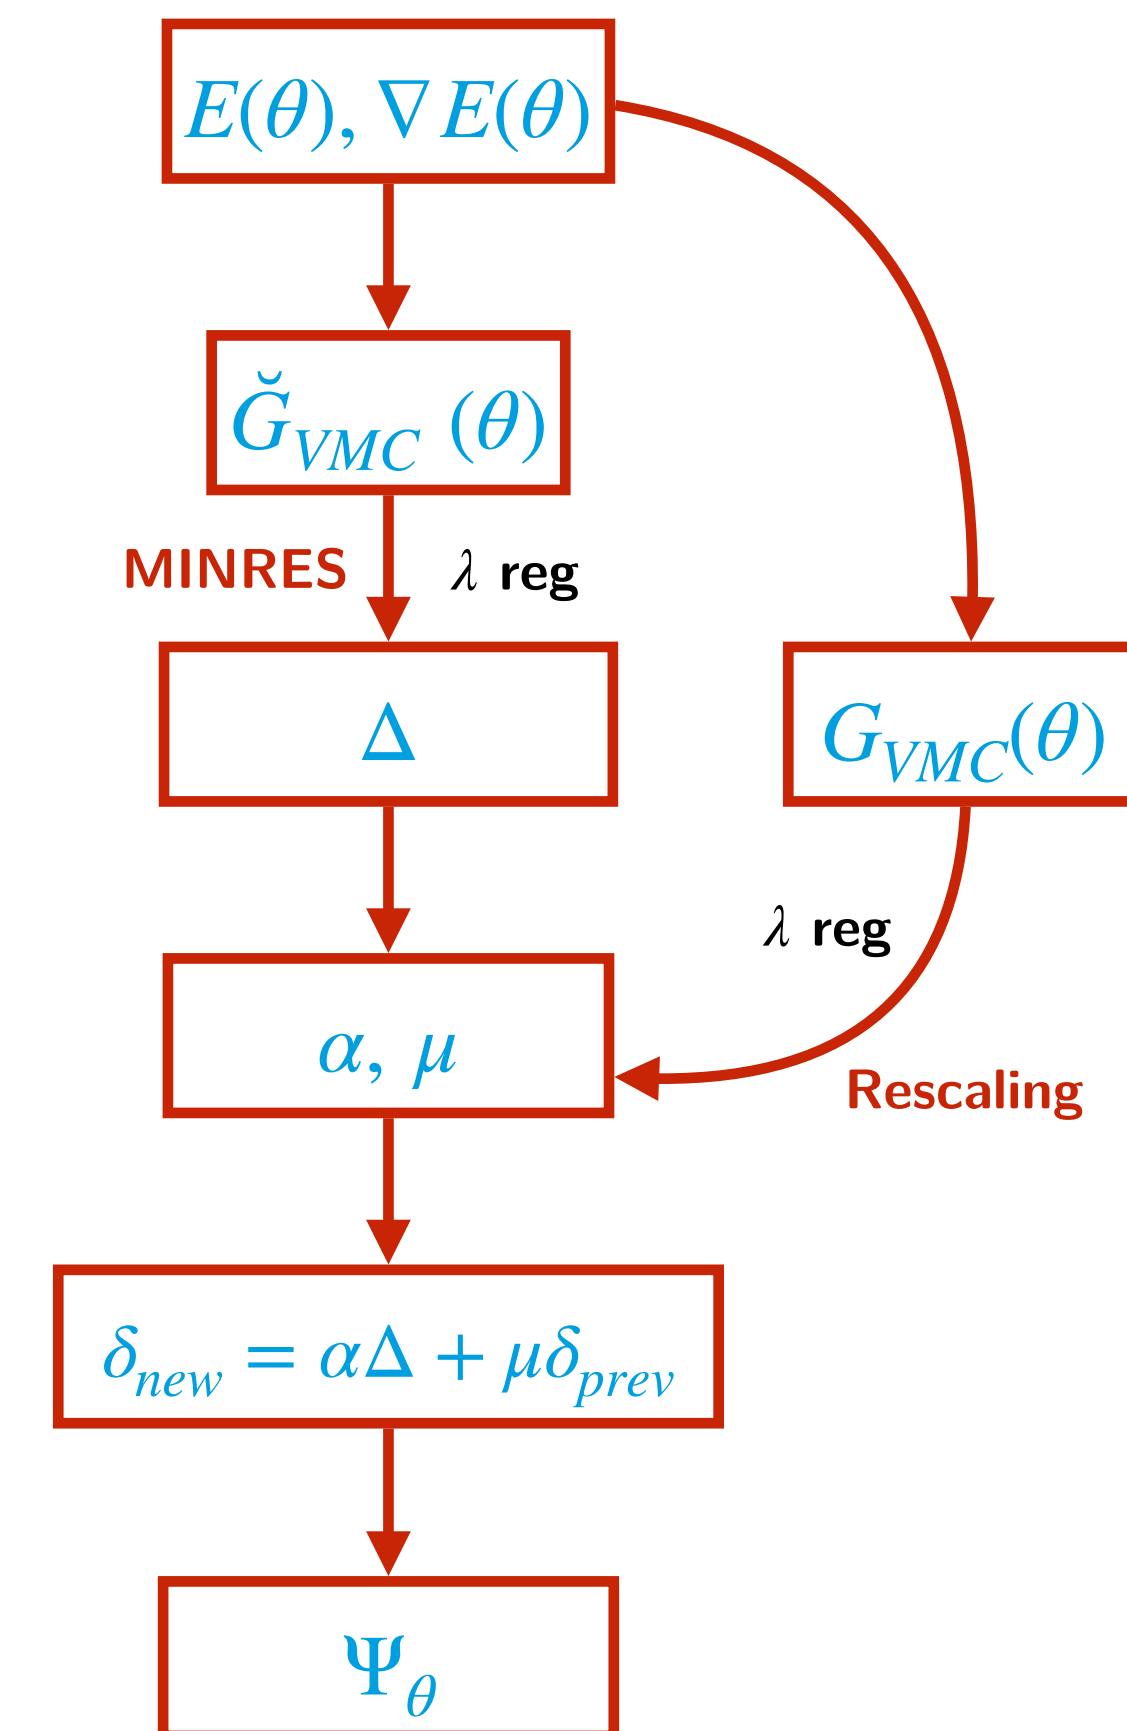 E(θ), ∇E(θ)
Ğ_VMC (θ)
MINRES
λ reg
Δ
G_VMC(θ)
λ reg
α, μ
Rescaling
δ_new = αΔ + μδ_prev
Ψ_θ